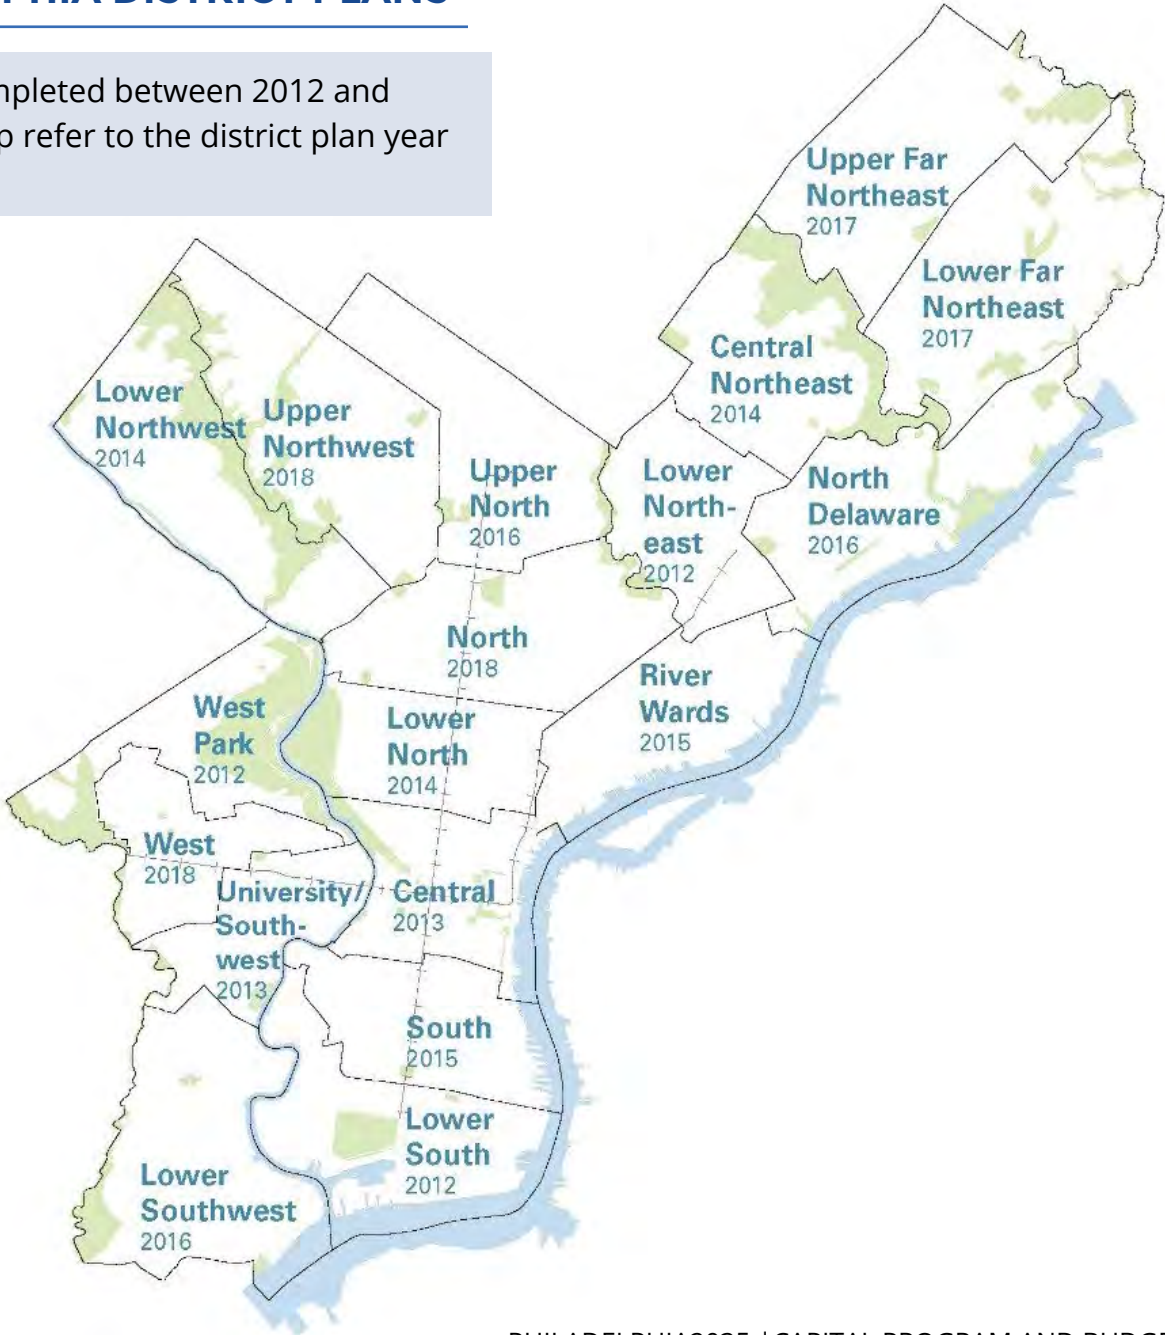 PHIA DISTRICT PLANS
mpleted between 2012 and
p refer to the district plan year
Upper Far
Northeast
2017
Lower Far
Northeast
2017
Central
Northeast
2014
Lower
Northwest
2014
Upper
Northwest
2018
Upper
North
2016
Lower
North-
east
2012
North
Delaware
2016
North
2018
River
Wards
2015
West
Park
2012
Lower
North
2014
West
2018
University/
South-
west
2013
Central
2013
South
2015
Lower
South
2012
Lower
Southwest
2016